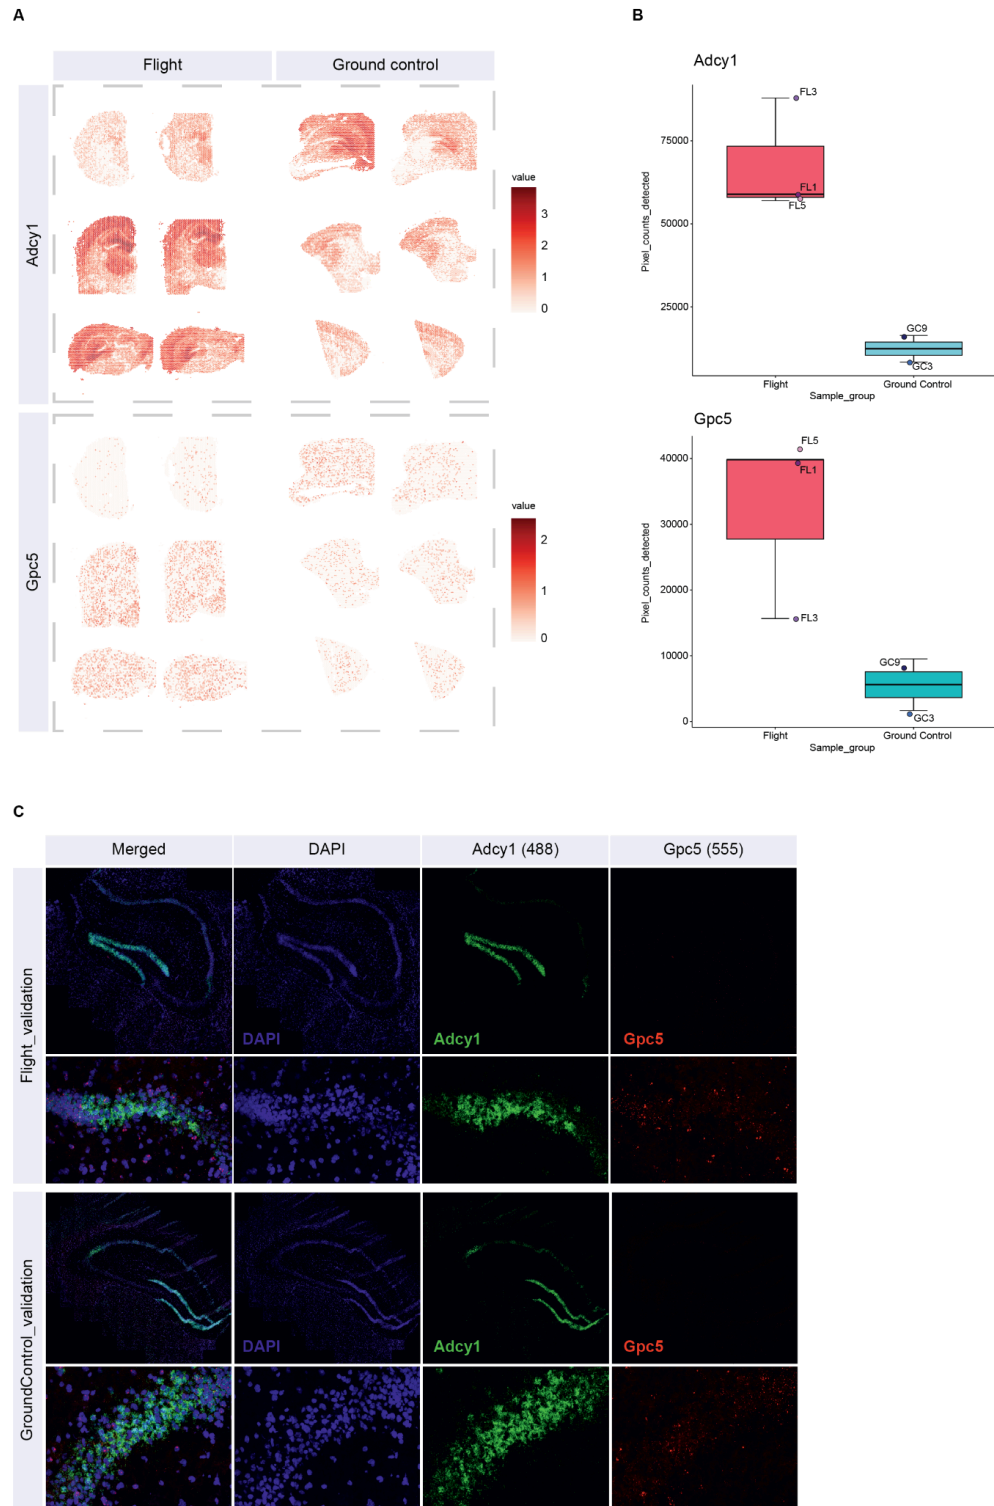 A
Flight
Ground control
Adcy1
value
3
2
1
0
Gpc5
value
2
1
0
B
Adcy1
Pixel_counts_detected
75000
50000
25000
FL3
FL1
FL5
GC9
GC3
Flight
Ground Control
Sample_group
Gpc5
Pixel_counts_detected
40000
30000
20000
10000
0
FL5
FL1
FL3
GC9
GC3
Flight
Ground Control
Sample_group
C
Merged
DAPI
Adcy1 (488)
Gpc5 (555)
Flight_validation
DAPI
Adcy1
Gpc5
GroundControl_validation
DAPI
Adcy1
Gpc5